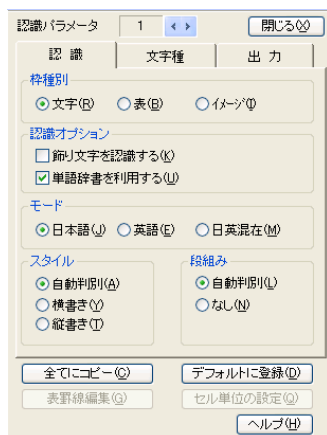 認識パラメータ 1 閉じる(X)
認 識 文字種 出 力
枠種別
文字(R) 表(B) イメージ(I)
認識オプション
飾り文字を認識する(K)
単語辞書を利用する(U)
モード
日本語(J) 英語(E) 日英混在(M)
スタイル 段組み
自動判別(A) 自動判別(L)
横書き(Y) なし(N)
縦書き(T)
全てにコピー(C) デフォルトに登録(D)
表罫線編集(G) セル単位の設定(Q)
ヘルプ(H)